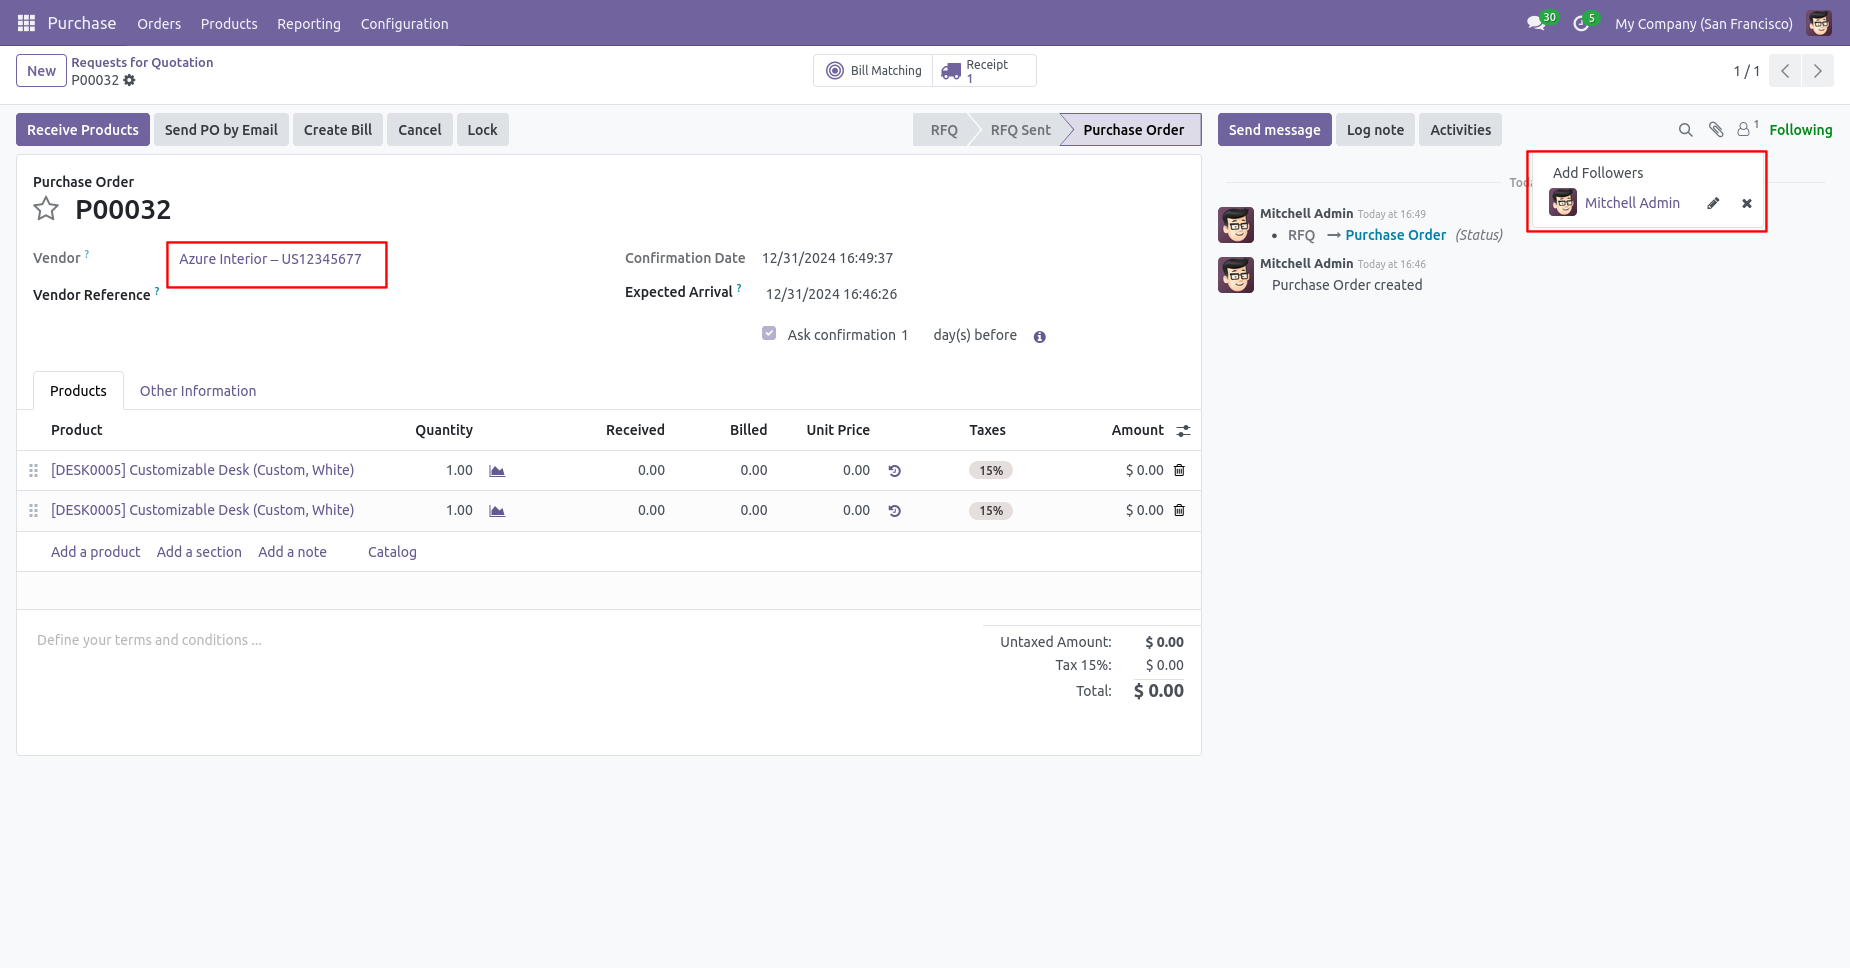 Purchase Orders Products Reporting Configuration 30 5 My Company (San Francisco)
New Requests for Quotation
P00032
Bill Matching Receipt
1
1 / 1
Receive Products Send PO by Email Create Bill Cancel Lock RFQ RFQ Sent Purchase Order
Send message Log note Activities 1 Following
Purchase Order
P00032
Vendor ? Azure Interior – US12345677
Vendor Reference ?
Confirmation Date 12/31/2024 16:49:37
Expected Arrival ? 12/31/2024 16:46:26
Ask confirmation 1 day(s) before
Products Other Information
Product Quantity Received Billed Unit Price Taxes Amount
[DESK0005] Customizable Desk (Custom, White) 1.00 0.00 0.00 0.00 15% $ 0.00
[DESK0005] Customizable Desk (Custom, White) 1.00 0.00 0.00 0.00 15% $ 0.00
Add a product Add a section Add a note Catalog
Define your terms and conditions ...
Untaxed Amount: $ 0.00
Tax 15%: $ 0.00
Total: $ 0.00
Add Followers
Mitchell Admin
Mitchell Admin Today at 16:49
• RFQ → Purchase Order (Status)
Mitchell Admin Today at 16:46
Purchase Order created